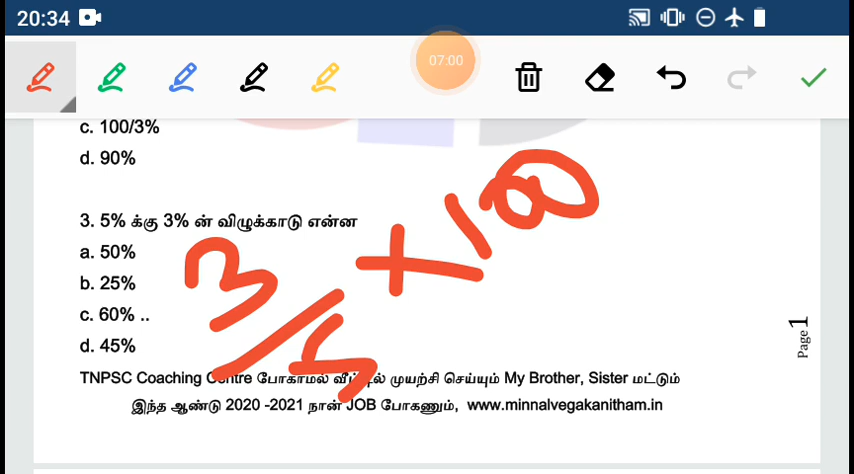 20:34
07:00
c. 100/3%
d. 90%
3. 5% க்கு 3% ன் விழுக்காடு என்ன
a. 50%
b. 25%
c. 60% ..
d. 45%
3/5 × 100
Page 1
TNPSC Coaching Centre போகாமல் வீட்டில் முயற்சி செய்யும் My Brother, Sister மட்டும்
இந்த ஆண்டு 2020 -2021 நான் JOB போகணும், www.minnalvegakanitham.in